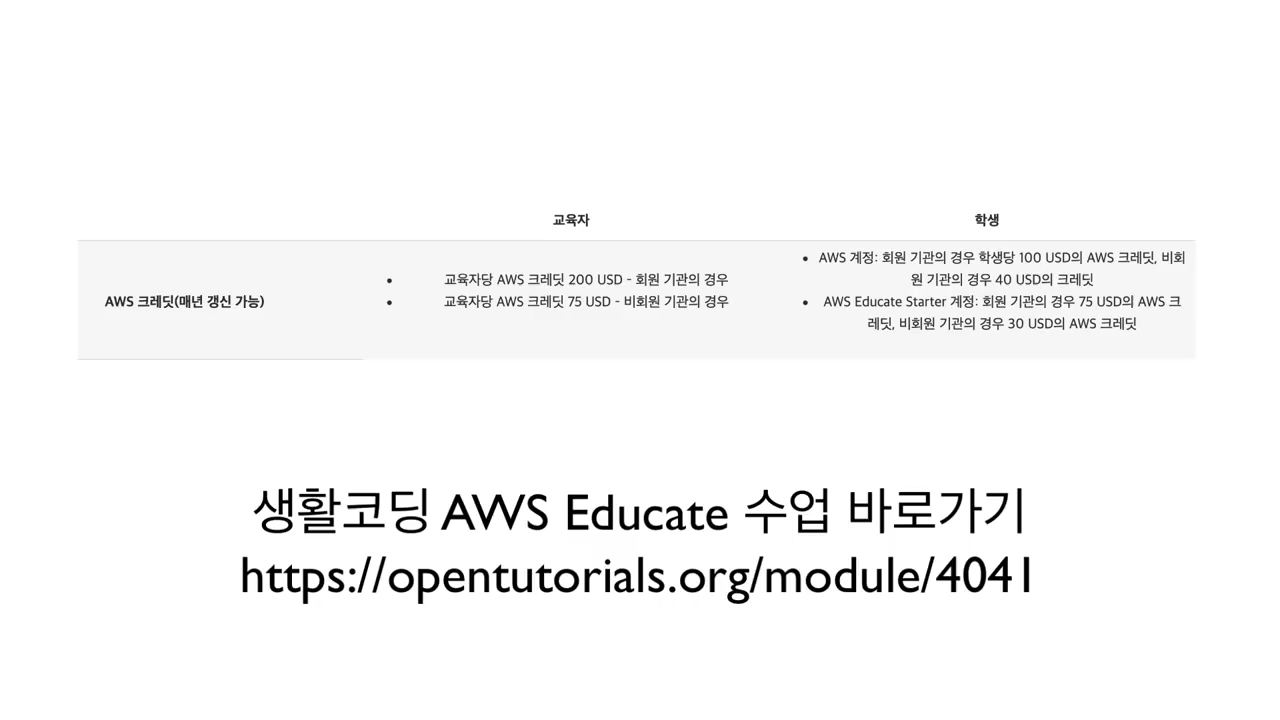 교육자
학생
AWS 크레딧(매년 갱신 가능)
• 교육자당 AWS 크레딧 200 USD - 회원 기관의 경우
• 교육자당 AWS 크레딧 75 USD - 비회원 기관의 경우
• AWS 계정: 회원 기관의 경우 학생당 100 USD의 AWS 크레딧, 비회
원 기관의 경우 40 USD의 크레딧
• AWS Educate Starter 계정: 회원 기관의 경우 75 USD의 AWS 크
레딧, 비회원 기관의 경우 30 USD의 AWS 크레딧
생활코딩 AWS Educate 수업 바로가기
https://opentutorials.org/module/4041